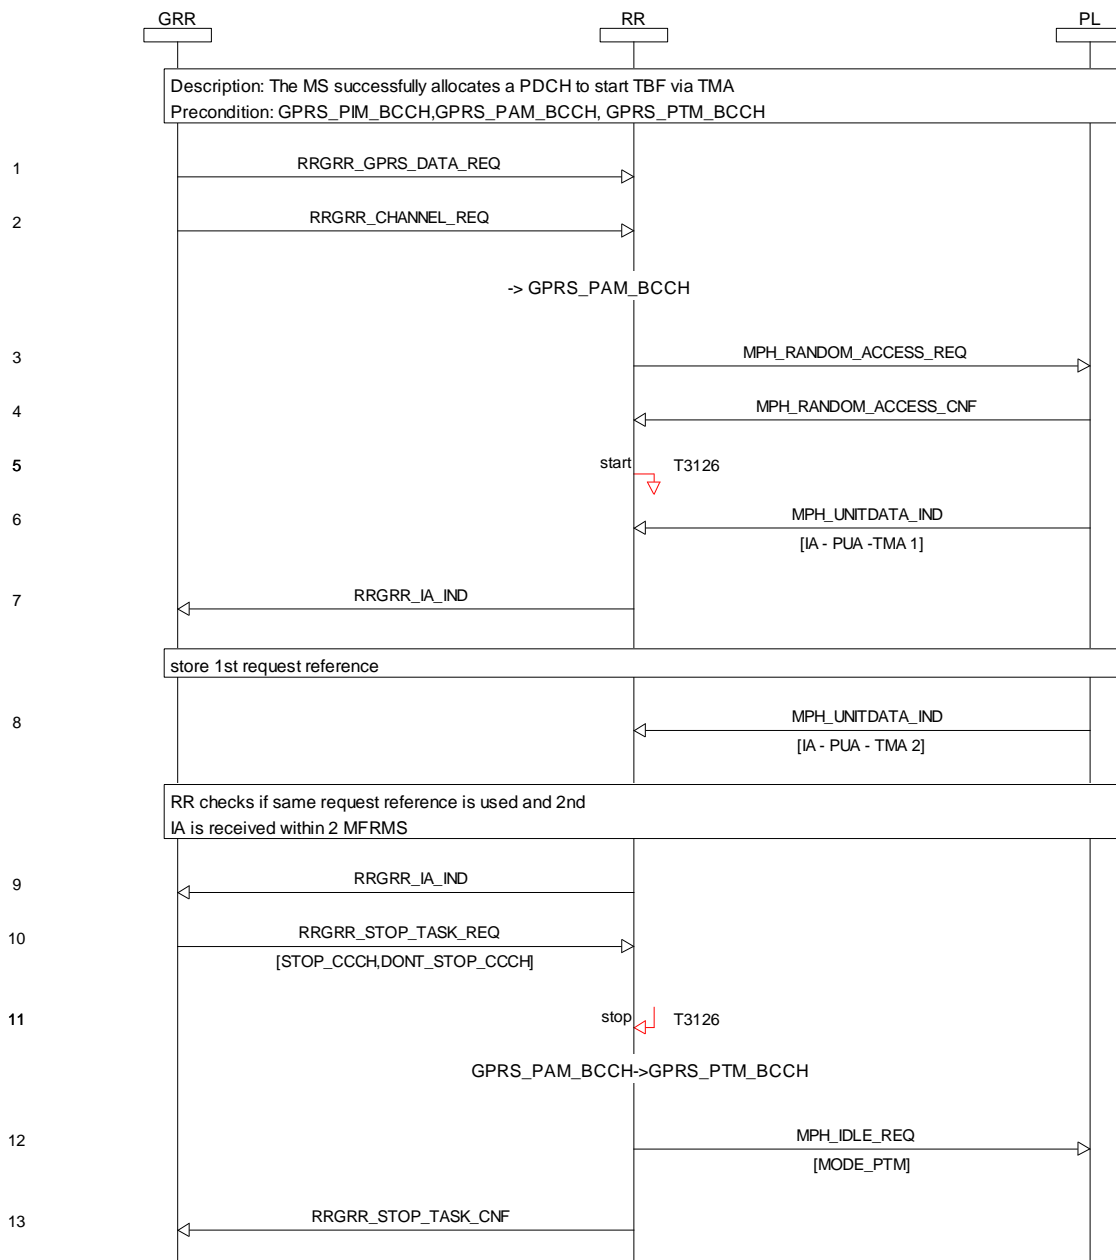 GRR RR PL
Description: The MS successfully allocates a PDCH to start TBF via TMA
Precondition: GPRS_PIM_BCCH,GPRS_PAM_BCCH, GPRS_PTM_BCCH
1 RRGRR_GPRS_DATA_REQ
2 RRGRR_CHANNEL_REQ
-> GPRS_PAM_BCCH
3 MPH_RANDOM_ACCESS_REQ
4 MPH_RANDOM_ACCESS_CNF
5 start T3126
6 MPH_UNITDATA_IND
[IA - PUA -TMA 1]
7 RRGRR_IA_IND
store 1st request reference
8 MPH_UNITDATA_IND
[IA - PUA - TMA 2]
RR checks if same request reference is used and 2nd
IA is received within 2 MFRMS
9 RRGRR_IA_IND
10 RRGRR_STOP_TASK_REQ
[STOP_CCCH,DONT_STOP_CCCH]
11 stop T3126
GPRS_PAM_BCCH->GPRS_PTM_BCCH
12 MPH_IDLE_REQ
[MODE_PTM]
13 RRGRR_STOP_TASK_CNF